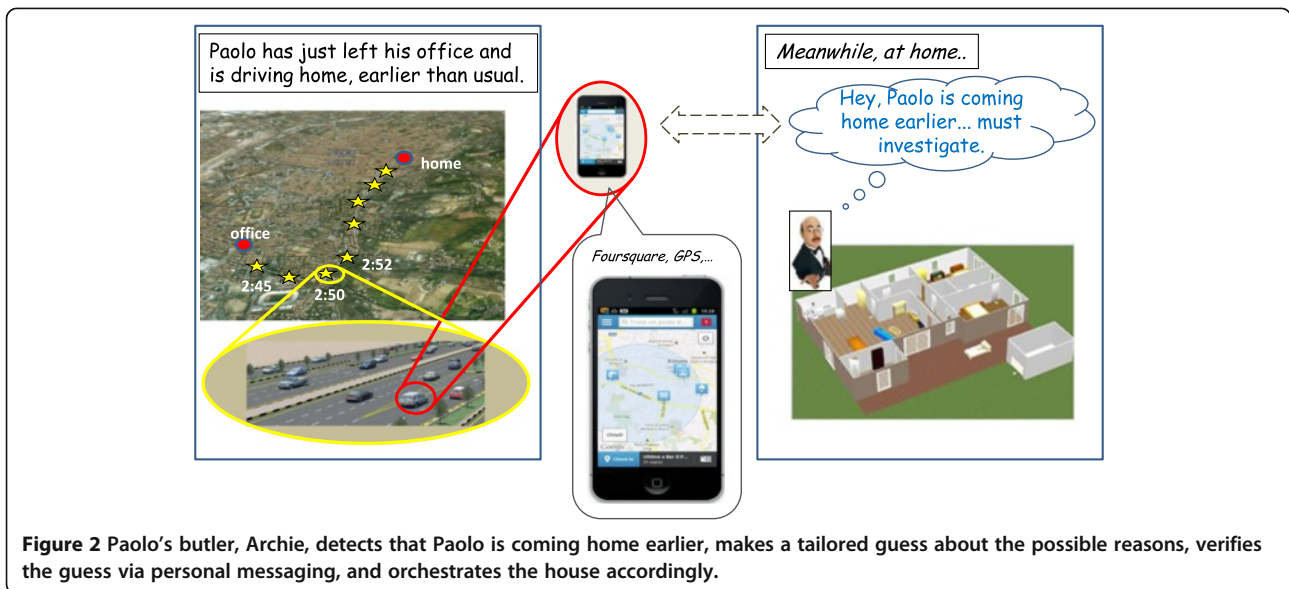 Paolo has just left his office and
is driving home, earlier than usual.
home
office
2:45
2:50
2:52
Foursquare, GPS,...
Meanwhile, at home..
Hey, Paolo is coming
home earlier... must
investigate.
Figure 2 Paolo's butler, Archie, detects that Paolo is coming home earlier, makes a tailored guess about the possible reasons, verifies
the guess via personal messaging, and orchestrates the house accordingly.